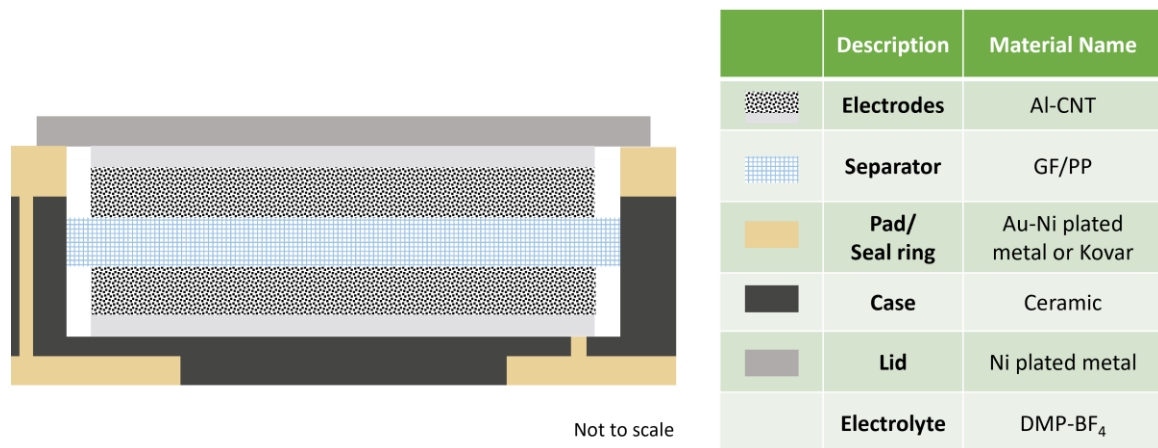 Description Material Name
Electrodes Al-CNT
Separator GF/PP
Pad/
Seal ring
Au-Ni plated
metal or Kovar
Case Ceramic
Lid Ni plated metal
Electrolyte DMP-BF₄
Not to scale